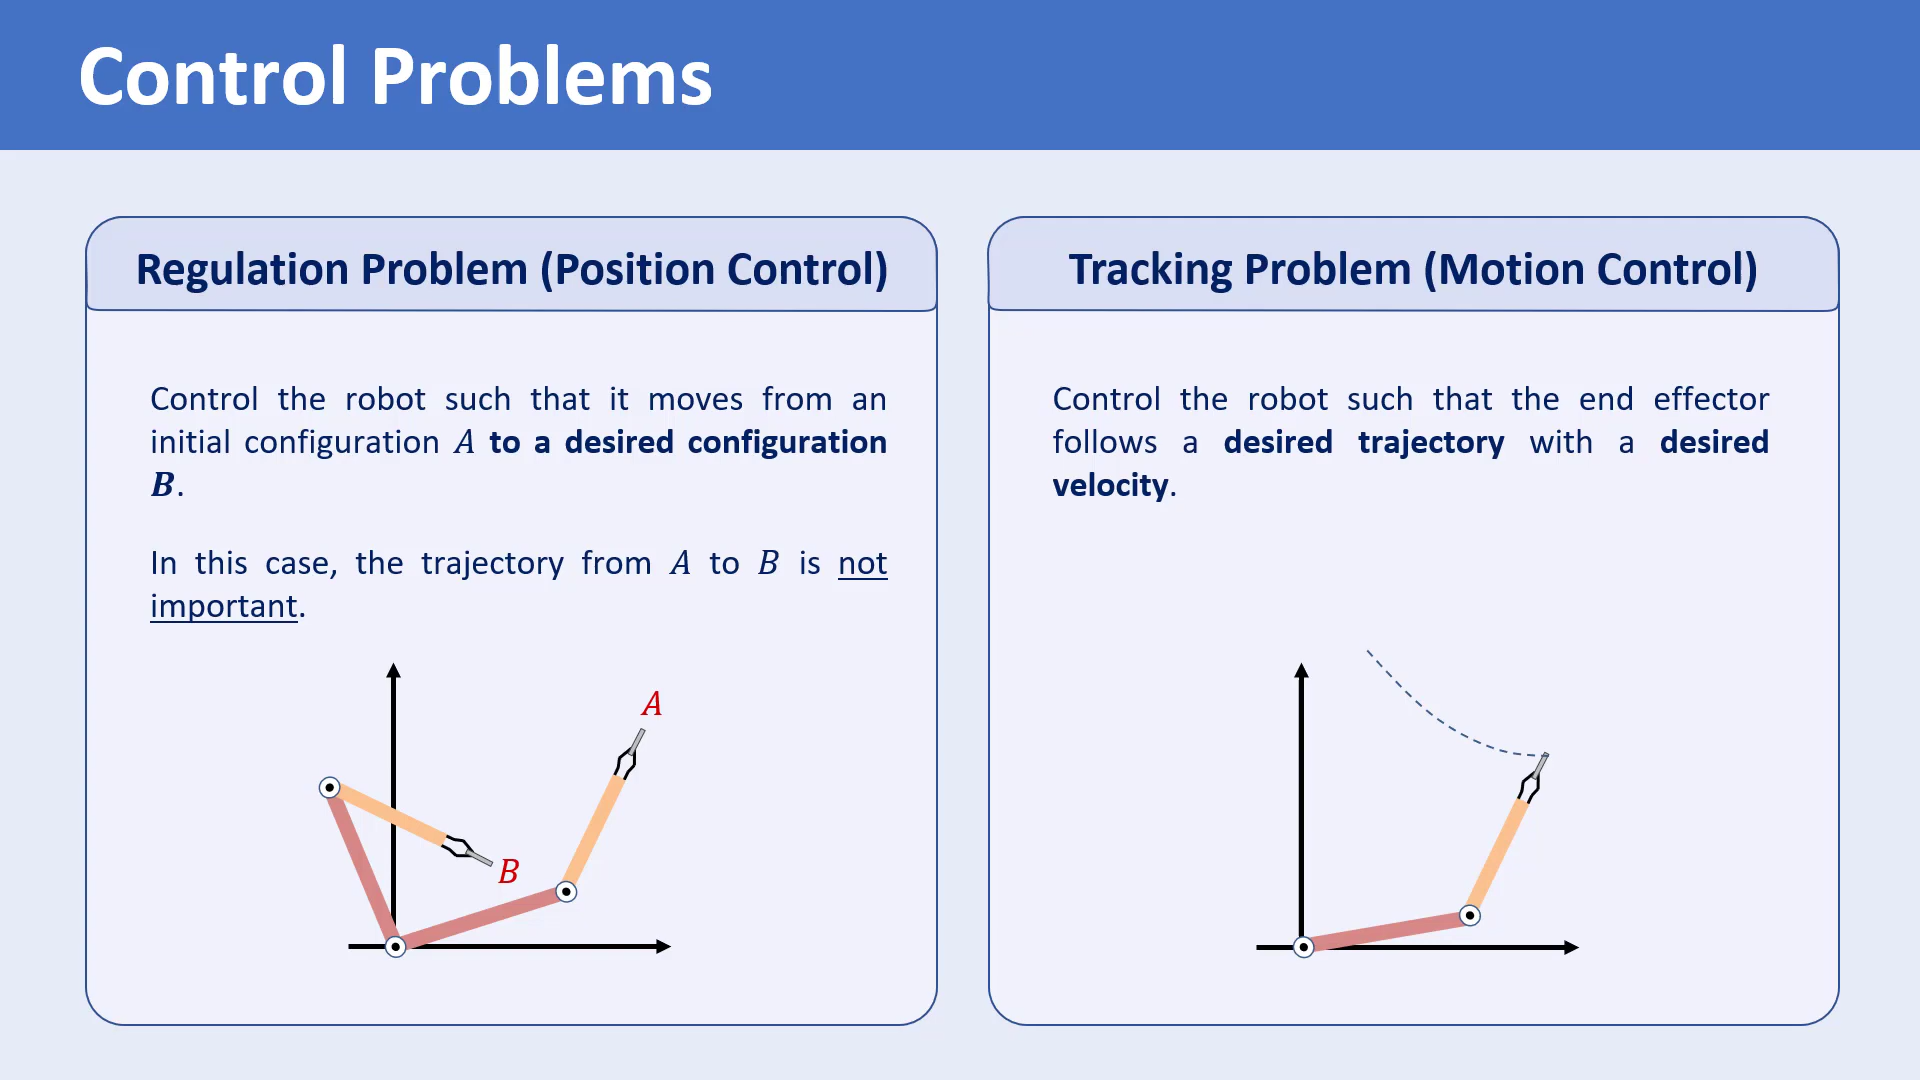 Control Problems
Regulation Problem (Position Control)
Control the robot such that it moves from an
initial configuration A to a desired configuration
B.
In this case, the trajectory from A to B is not
important.
A
B
Tracking Problem (Motion Control)
Control the robot such that the end effector
follows a desired trajectory with a desired
velocity.